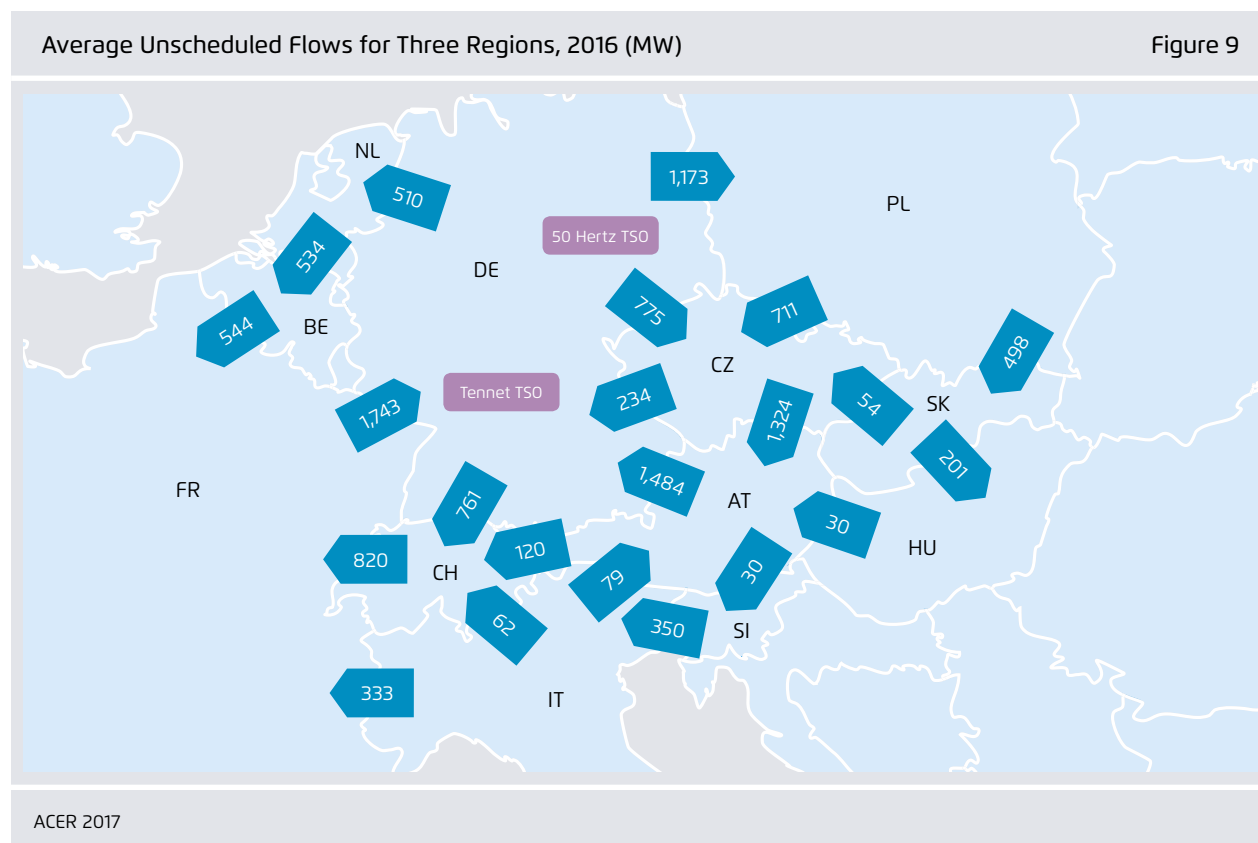 Average Unscheduled Flows for Three Regions, 2016 (MW)
Figure 9
NL
510
1,173
PL
50 Hertz TSO
534
DE
544
BE
775
711
CZ
498
Tennet TSO
234
1,743
1,324
54
SK
201
FR
761
1,484
AT
30
HU
820
CH
120
79
30
62
350
SI
333
IT
ACER 2017